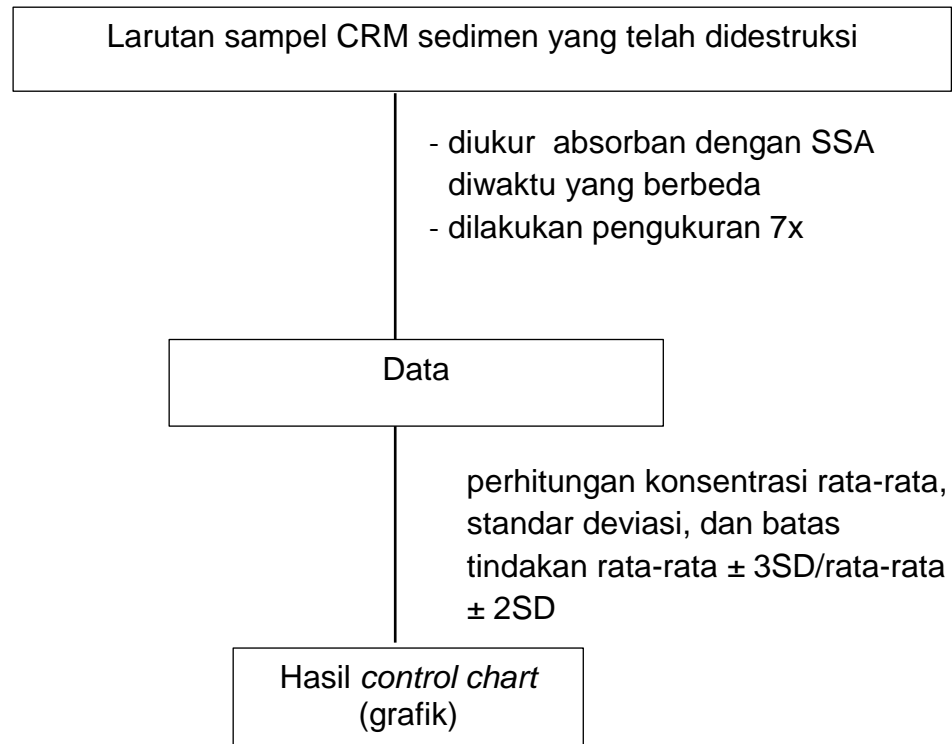 Larutan sampel CRM sedimen yang telah didestruksi
- diukur absorban dengan SSA
diwaktu yang berbeda
- dilakukan pengukuran 7x
Data
perhitungan konsentrasi rata-rata,
standar deviasi, dan batas
tindakan rata-rata ± 3SD/rata-rata
± 2SD
Hasil control chart
(grafik)